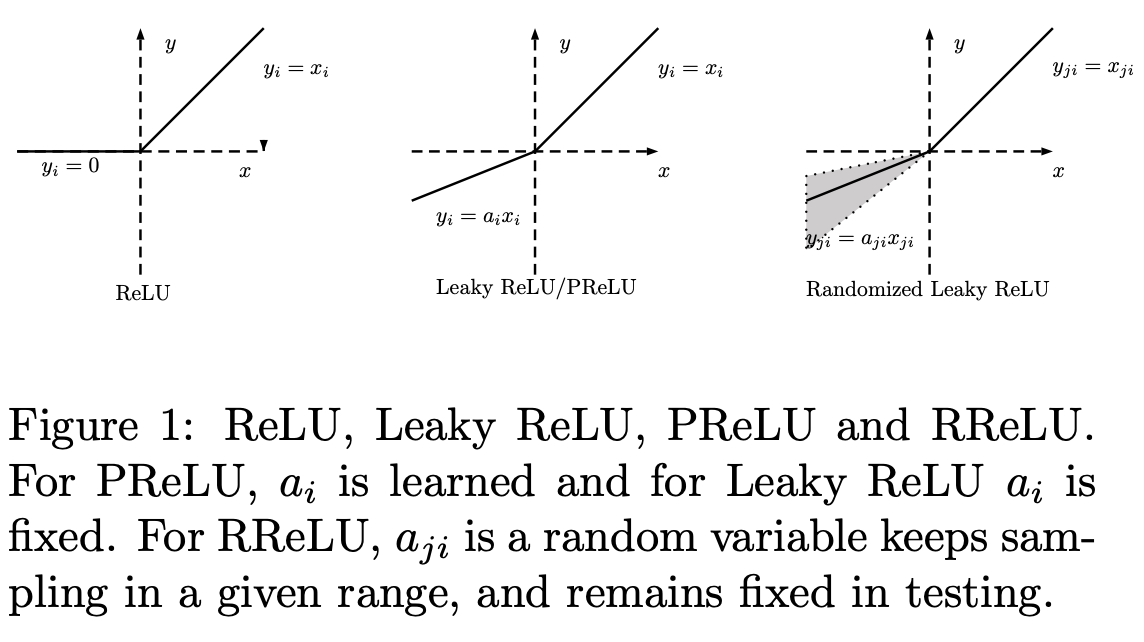 y
y_i = x_i
y_i = 0
x
ReLU
y
y_i = x_i
x
y_i = a_i x_i
Leaky ReLU/PReLU
y
y_{ji} = x_{ji}
x
y_{ji} = a_{ji} x_{ji}
Randomized Leaky ReLU
Figure 1: ReLU, Leaky ReLU, PReLU and RReLU.
For PReLU, a_i is learned and for Leaky ReLU a_i is
fixed. For RReLU, a_{ji} is a random variable keeps sam-
pling in a given range, and remains fixed in testing.